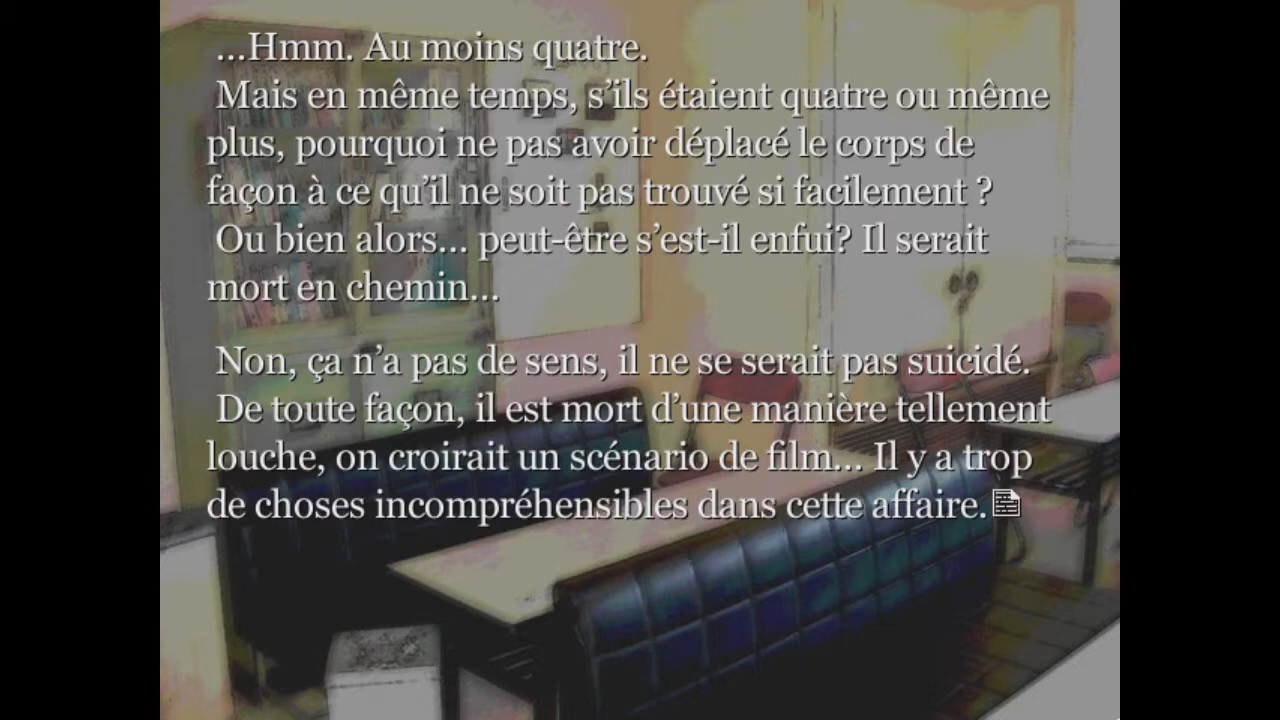 ...Hmm. Au moins quatre.
Mais en même temps, s’ils étaient quatre ou même
plus, pourquoi ne pas avoir déplacé le corps de
façon à ce qu’il ne soit pas trouvé si facilement ?
Ou bien alors... peut-être s’est-il enfui? Il serait
mort en chemin...
Non, ça n’a pas de sens, il ne se serait pas suicidé.
De toute façon, il est mort d’une manière tellement
louche, on croirait un scénario de film... Il y a trop
de choses incompréhensibles dans cette affaire.